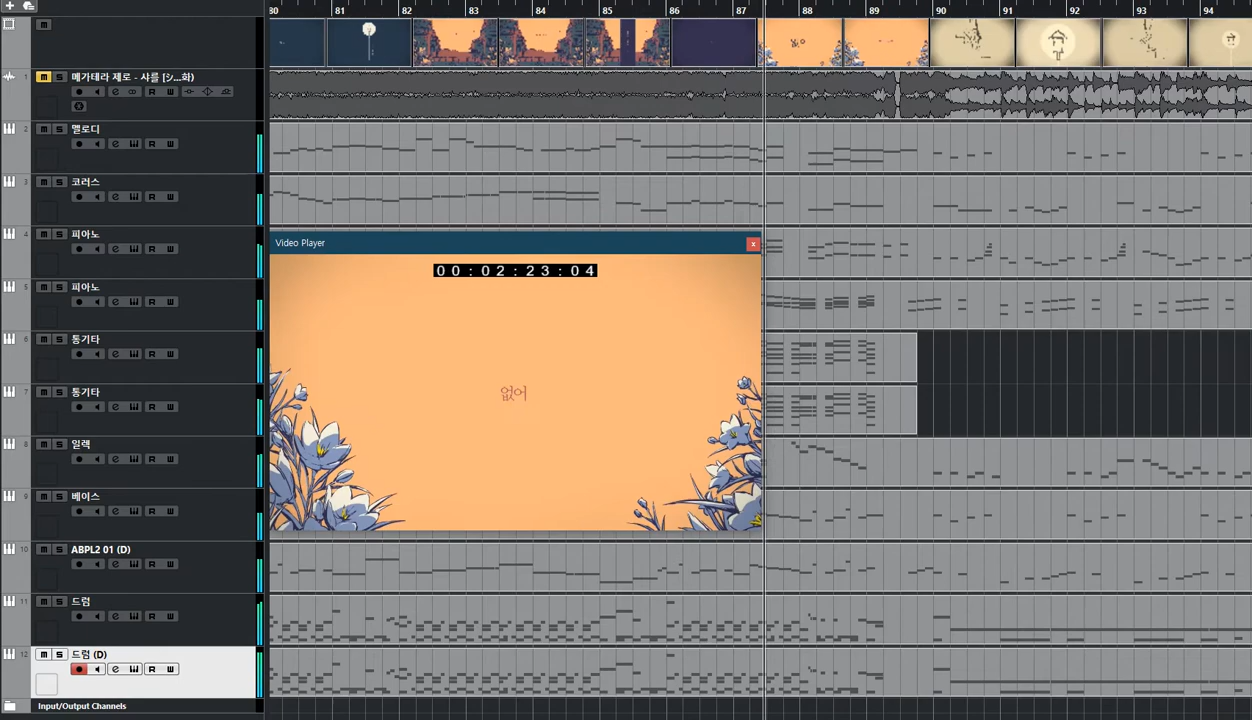 80 81 82 83 84 85 86 87 88 89 90 91 92 93 94
1 m S 메가테라 제로 - 샤를 [シ...화)
R W
2 m S 멜로디
R W
3 m S 코러스
R W
4 m S 피아노
R W
5 m S 피아노
R W
6 m S 통기타
R W
7 m S 통기타
R W
8 m S 일렉
R W
9 m S 베이스
R W
10 m S ABPL2 01 (D)
R W
11 m S 드럼
R W
12 m S 드럼 (D)
R W
Input/Output Channels
Video Player x
00:02:23:04
없어